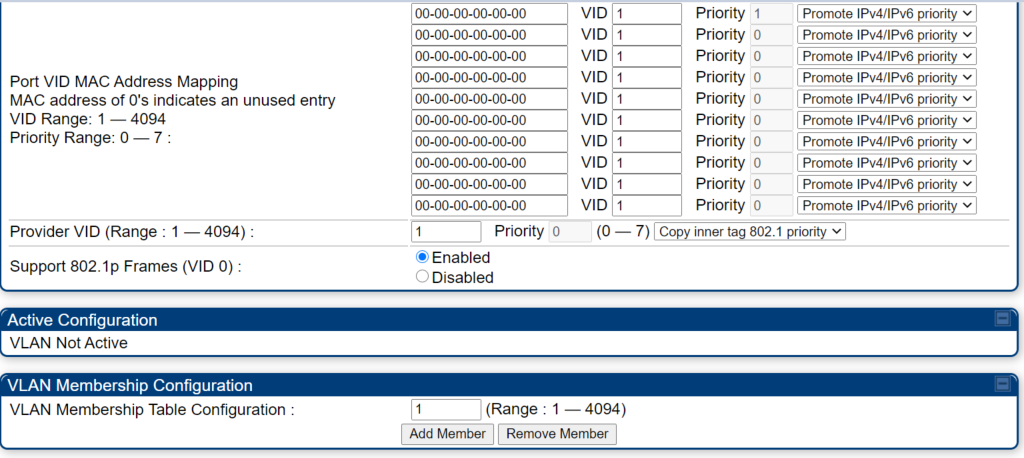 00-00-00-00-00-00 VID 1 Priority 1 Promote IPv4/IPv6 priority
00-00-00-00-00-00 VID 1 Priority 0 Promote IPv4/IPv6 priority
00-00-00-00-00-00 VID 1 Priority 0 Promote IPv4/IPv6 priority
00-00-00-00-00-00 VID 1 Priority 0 Promote IPv4/IPv6 priority
00-00-00-00-00-00 VID 1 Priority 0 Promote IPv4/IPv6 priority
00-00-00-00-00-00 VID 1 Priority 0 Promote IPv4/IPv6 priority
00-00-00-00-00-00 VID 1 Priority 0 Promote IPv4/IPv6 priority
00-00-00-00-00-00 VID 1 Priority 0 Promote IPv4/IPv6 priority
00-00-00-00-00-00 VID 1 Priority 0 Promote IPv4/IPv6 priority
00-00-00-00-00-00 VID 1 Priority 0 Promote IPv4/IPv6 priority
Port VID MAC Address Mapping
MAC address of 0's indicates an unused entry
VID Range: 1 — 4094
Priority Range: 0 — 7 :
Provider VID (Range : 1 — 4094) : 1 Priority 0 (0 — 7) Copy inner tag 802.1 priority
Support 802.1p Frames (VID 0) :
Enabled
Disabled
Active Configuration
VLAN Not Active
VLAN Membership Configuration
VLAN Membership Table Configuration : 1 (Range : 1 — 4094)
Add Member Remove Member